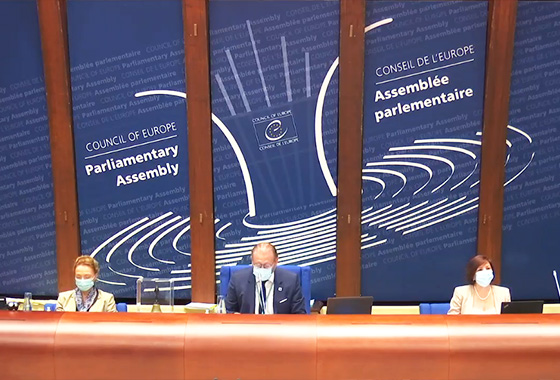 COUNCIL OF EUROPE
Parliamentary
Assembly
COUNCIL OF EUROPE
CONSEIL DE L'EUROPE
CONSEIL DE L'EUROPE
Assemblée
parlementaire